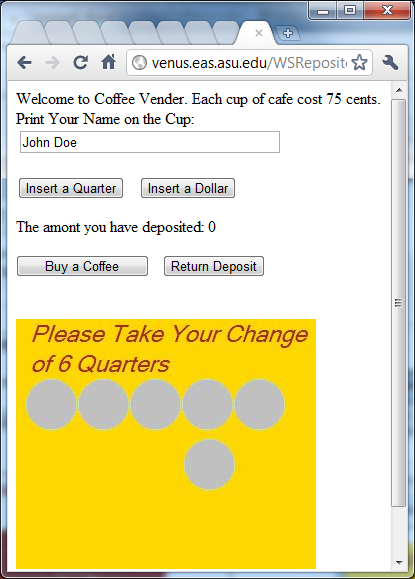 venus.eas.asu.edu/WSReposit
Welcome to Coffee Vender. Each cup of cafe cost 75 cents.
Print Your Name on the Cup:
John Doe
Insert a Quarter Insert a Dollar
The amont you have deposited: 0
Buy a Coffee Return Deposit
Please Take Your Change
of 6 Quarters